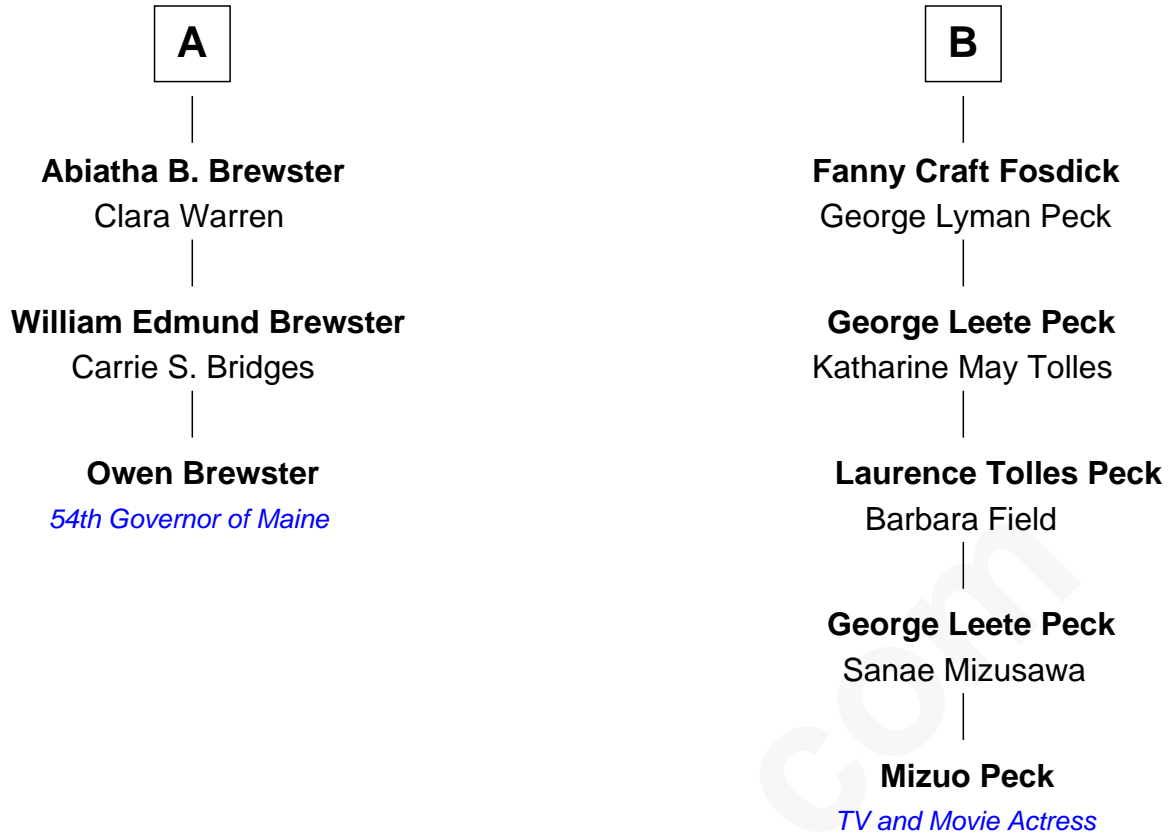 A
Abiatha B. Brewster
Clara Warren
William Edmund Brewster
Carrie S. Bridges
Owen Brewster
54th Governor of Maine
B
Fanny Craft Fosdick
George Lyman Peck
George Leete Peck
Katharine May Tolles
Laurence Tolles Peck
Barbara Field
George Leete Peck
Sanae Mizusawa
Mizuo Peck
TV and Movie Actress
com